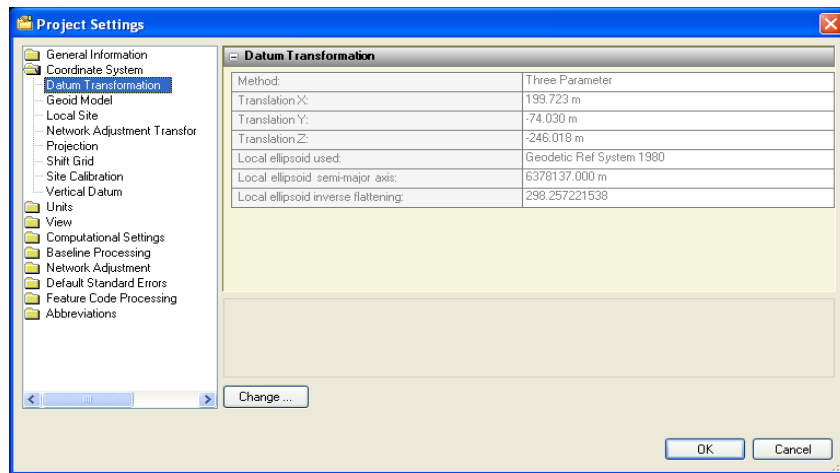 Project Settings
General Information
Coordinate System
Datum Transformation
Geoid Model
Local Site
Network Adjustment Transfor
Projection
Shift Grid
Site Calibration
Vertical Datum
Units
View
Computational Settings
Baseline Processing
Network Adjustment
Default Standard Errors
Feature Code Processing
Abbreviations
Datum Transformation
Method: Three Parameter
Translation X: 199.723 m
Translation Y: -74.030 m
Translation Z: -246.018 m
Local ellipsoid used: Geodetic Ref System 1980
Local ellipsoid semi-major axis: 6378137.000 m
Local ellipsoid inverse flattening: 298.257221538
Change ...
OK Cancel